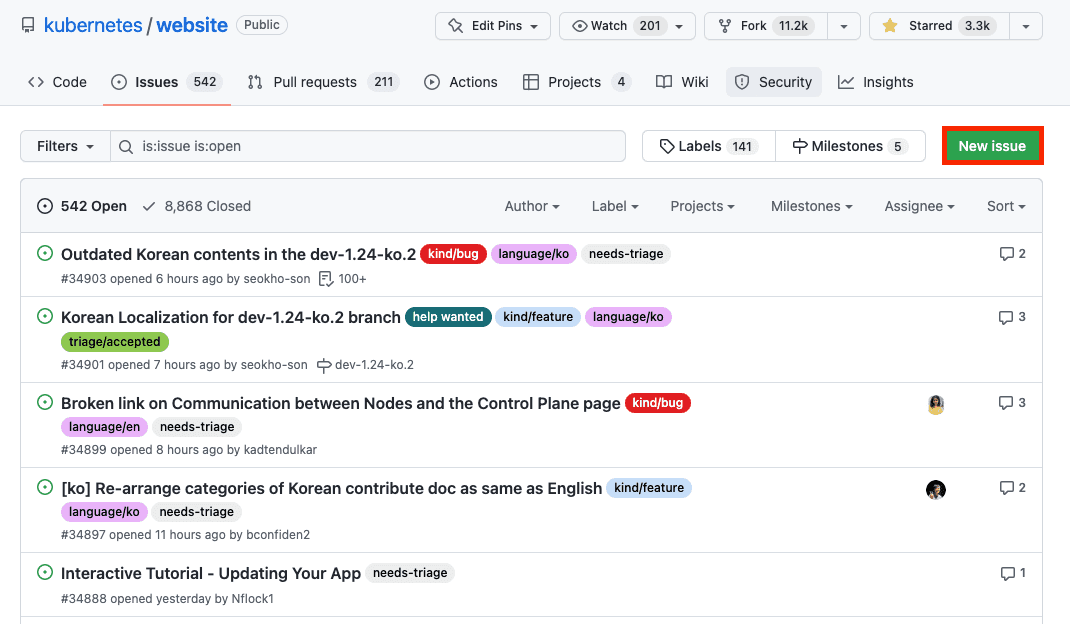 kubernetes / website Public Edit Pins Watch 201 Fork 11.2k Starred 3.3k
Code Issues 542 Pull requests 211 Actions Projects 4 Wiki Security Insights
Filters is:issue is:open Labels 141 Milestones 5 New issue
542 Open 8,868 Closed Author Label Projects Milestones Assignee Sort
Outdated Korean contents in the dev-1.24-ko.2 kind/bug language/ko needs-triage 2
#34903 opened 6 hours ago by seokho-son 100+
Korean Localization for dev-1.24-ko.2 branch help wanted kind/feature language/ko 3
triage/accepted
#34901 opened 7 hours ago by seokho-son dev-1.24-ko.2
Broken link on Communication between Nodes and the Control Plane page kind/bug 3
language/en needs-triage
#34899 opened 8 hours ago by kadtendulkar
[ko] Re-arrange categories of Korean contribute doc as same as English kind/feature 2
language/ko needs-triage
#34897 opened 11 hours ago by bconfiden2
Interactive Tutorial - Updating Your App needs-triage 1
#34888 opened yesterday by Nflock1